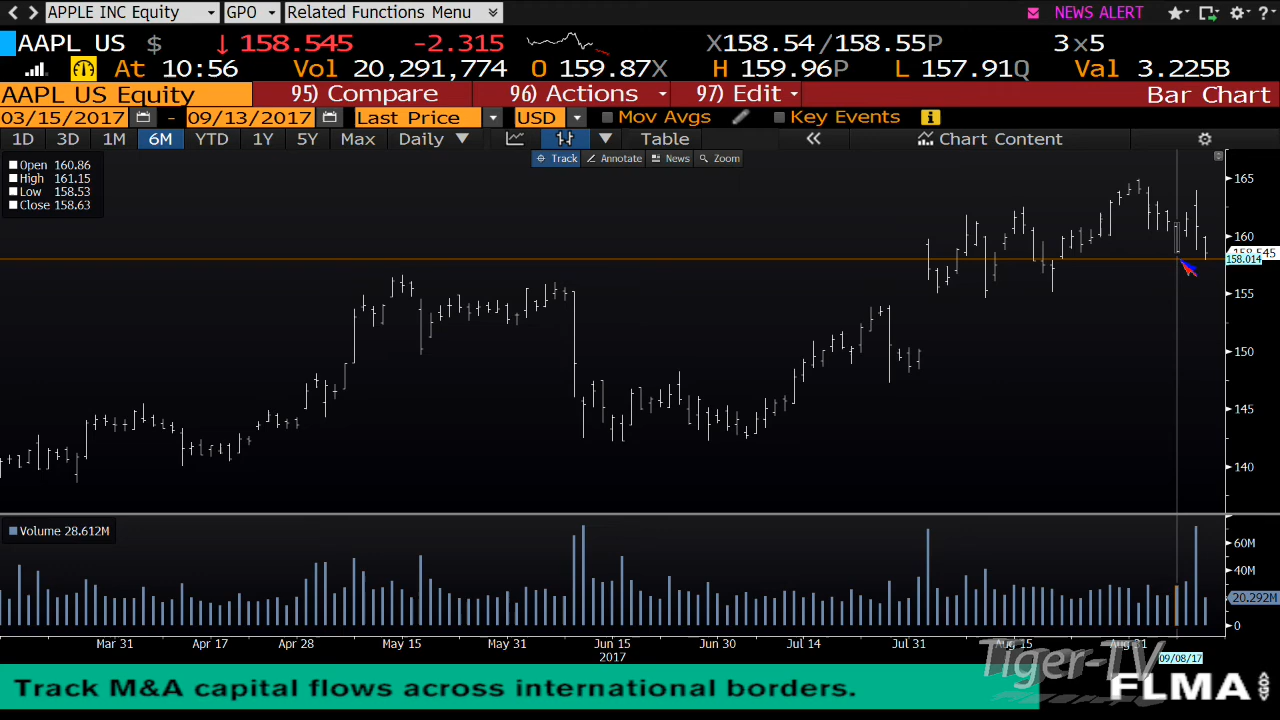 APPLE INC Equity GPO Related Functions Menu NEWS ALERT ?
AAPL US $ ↓ 158.545 -2.315 X158.54/158.55P 3x5
At 10:56 Vol 20,291,774 O 159.87X H 159.96P L 157.91Q Val 3.225B
AAPL US Equity 95) Compare 96) Actions 97) Edit Bar Chart
03/15/2017 - 09/13/2017 Last Price USD Mov Avgs Key Events
1D 3D 1M 6M YTD 1Y 5Y Max Daily Table Chart Content
Track Annotate News Zoom
Open 160.86
High 161.15
Low 158.53
Close 158.63
165
160
158.014
155
150
145
140
Volume 28.612M
60M
40M
20.292M
0
Mar 31 Apr 17 Apr 28 May 15 May 31 Jun 15 Jun 30 Jul 14 Jul 31 Aug 15 Aug 31
2017 09/08/17
Tiger-TV
Track M&A capital flows across international borders. FLMA GO